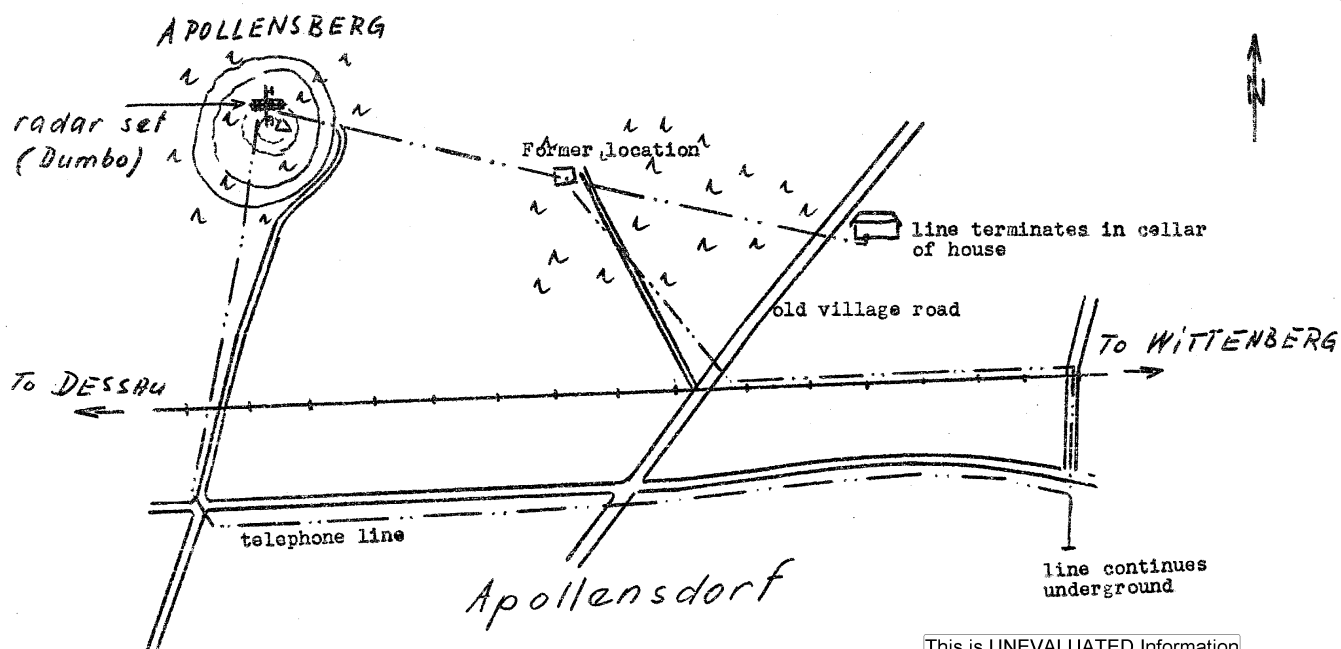 APOLLENSBERG
N
radar set
(Dumbo)
Former location
line terminates in cellar
of house
old village road
To WiTTENBERG
To DESSAU
telephone line
line continues
underground
Apollensdorf
This is UNEVALUATED Information